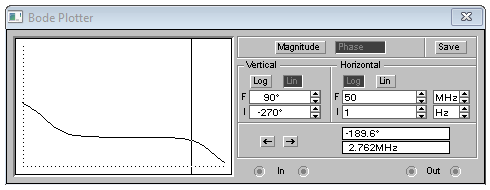 Bode Plotter
Magnitude Phase Save
Vertical Horizontal
Log Lin Log Lin
F 90° F 50 MHz
I -270° I 1 Hz
-189.6°
2.762MHz
In Out